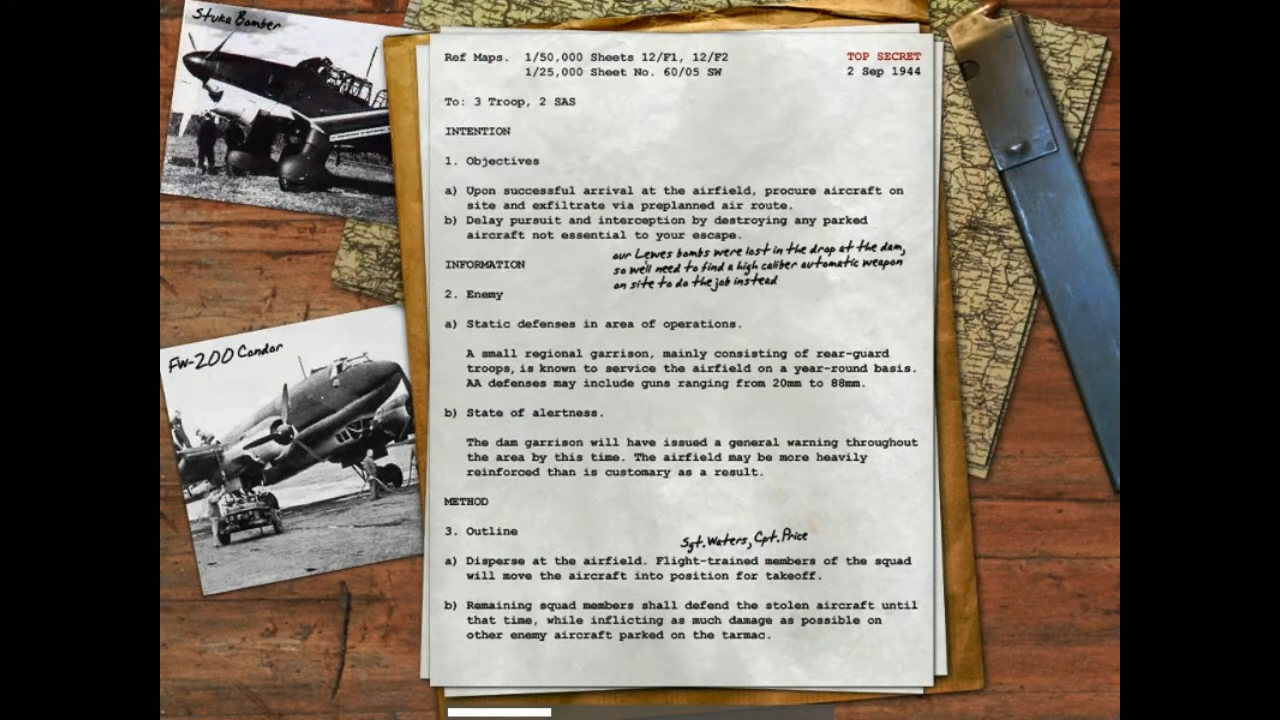 Stuka Bomber
Ref Maps. 1/50,000 Sheets 12/F1, 12/F2
TOP SECRET
1/25,000 Sheet No. 60/05 SW
2 Sep 1944
To: 3 Troop, 2 SAS
INTENTION
1. Objectives
a) Upon successful arrival at the airfield, procure aircraft on
site and exfiltrate via preplanned air route.
b) Delay pursuit and interception by destroying any parked
aircraft not essential to your escape.
our Lewes bombs were lost in the drop at the dam,
so we'll need to find a high caliber automatic weapon
on site to do the job instead
INFORMATION
2. Enemy
a) Static defenses in area of operations.
A small regional garrison, mainly consisting of rear-guard
troops, is known to service the airfield on a year-round basis.
AA defenses may include guns ranging from 20mm to 88mm.
FW-200 Condor
b) State of alertness.
The dam garrison will have issued a general warning throughout
the area by this time. The airfield may be more heavily
reinforced than is customary as a result.
METHOD
3. Outline
Sgt. Waters, Cpt. Price
a) Disperse at the airfield. Flight-trained members of the squad
will move the aircraft into position for takeoff.
b) Remaining squad members shall defend the stolen aircraft until
that time, while inflicting as much damage as possible on
other enemy aircraft parked on the tarmac.